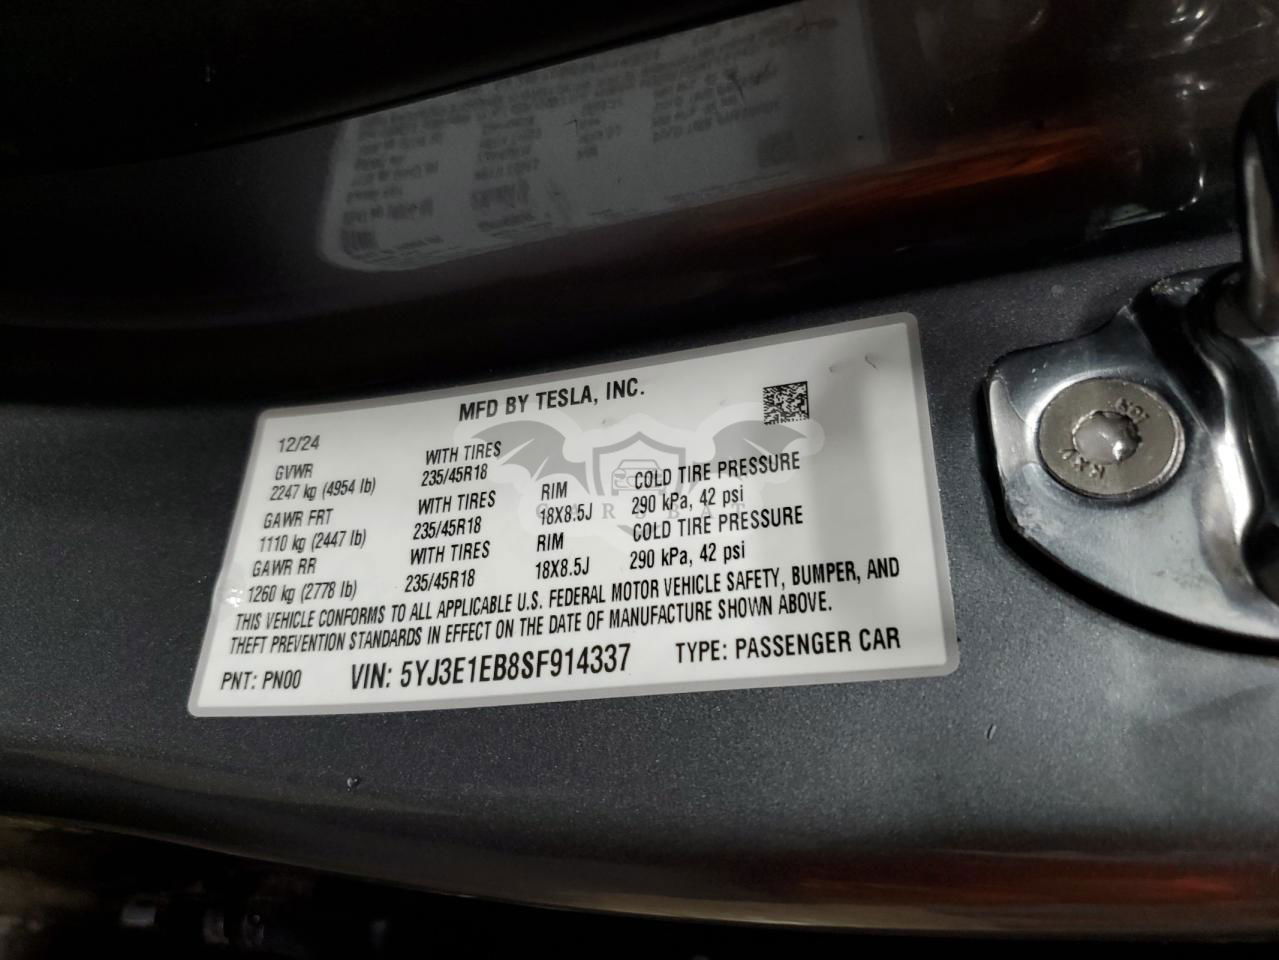 MFD BY TESLA, INC.
12/24
GVWR WITH TIRES
2247 kg (4954 lb) 235/45R18
GAWR FRT WITH TIRES RIM COLD TIRE PRESSURE
1110 kg (2447 lb) 235/45R18 18X8.5J 290 kPa, 42 psi
GAWR RR WITH TIRES RIM COLD TIRE PRESSURE
1260 kg (2778 lb) 235/45R18 18X8.5J 290 kPa, 42 psi
THIS VEHICLE CONFORMS TO ALL APPLICABLE U.S. FEDERAL MOTOR VEHICLE SAFETY, BUMPER, AND
THEFT PREVENTION STANDARDS IN EFFECT ON THE DATE OF MANUFACTURE SHOWN ABOVE.
PNT: PN00 VIN: 5YJ3E1EB8SF914337 TYPE: PASSENGER CAR
CARSBAT